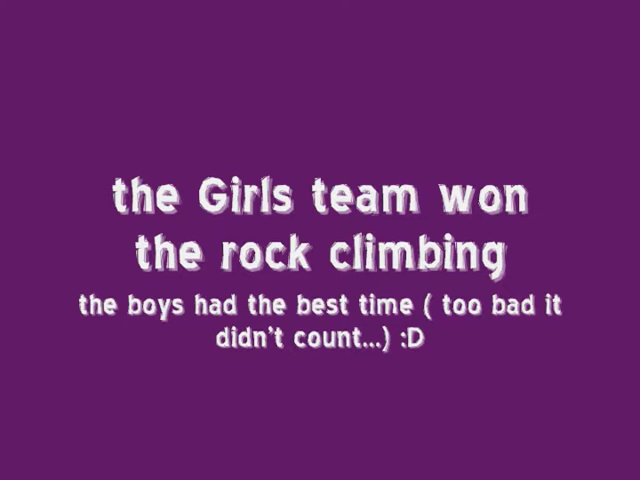 the Girls team won
the rock climbing
the boys had the best time ( too bad it
didn't count...) :D